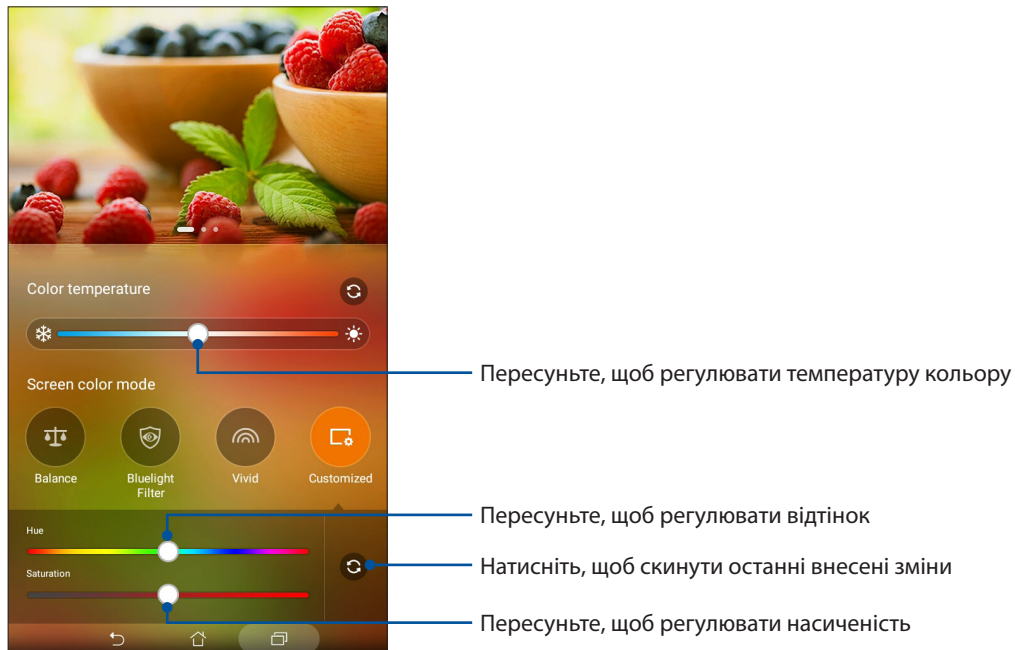 Color temperature
Пересуньте, щоб регулювати температуру кольору
Screen color mode
Balance
Bluelight
Filter
Vivid
Customized
Hue
Пересуньте, щоб регулювати відтінок
Натисніть, щоб скинути останні внесені зміни
Saturation
Пересуньте, щоб регулювати насиченість